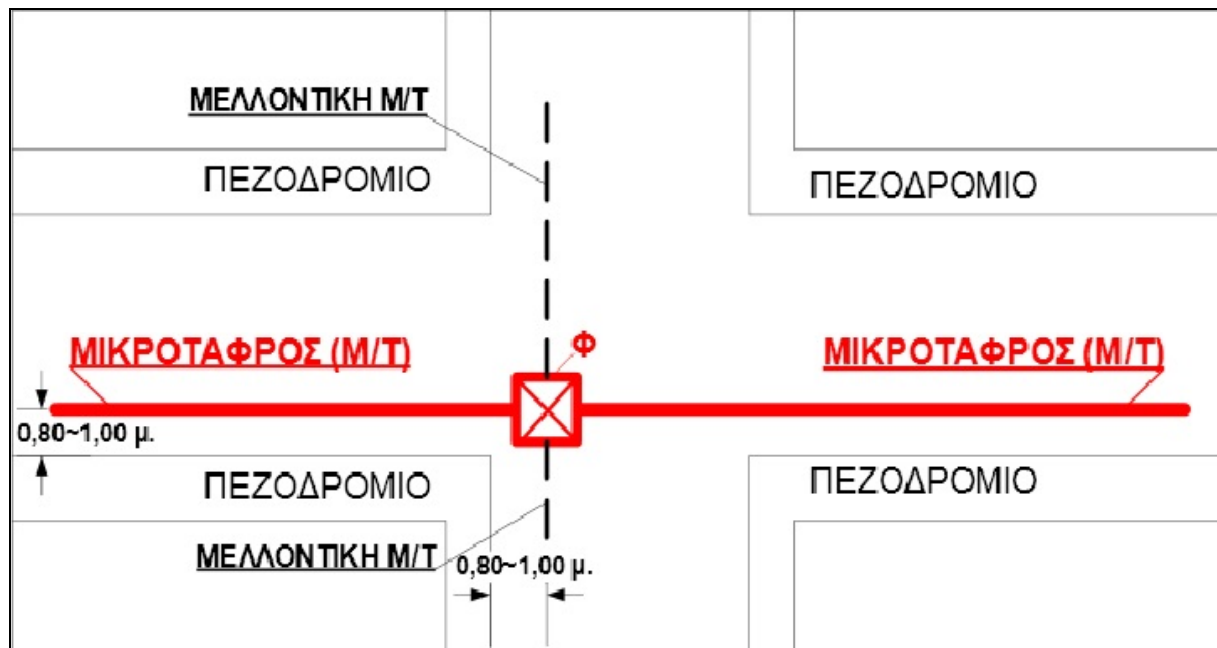 ΜΕΛΛΟΝΤΙΚΗ Μ/Τ
ΠΕΖΟΔΡΟΜΙΟ
ΠΕΖΟΔΡΟΜΙΟ
Φ
ΜΙΚΡΟΤΑΦΡΟΣ (Μ/Τ)
ΜΙΚΡΟΤΑΦΡΟΣ (Μ/Τ)
0,80~1,00 μ.
ΠΕΖΟΔΡΟΜΙΟ
ΠΕΖΟΔΡΟΜΙΟ
ΜΕΛΛΟΝΤΙΚΗ Μ/Τ
0,80~1,00 μ.